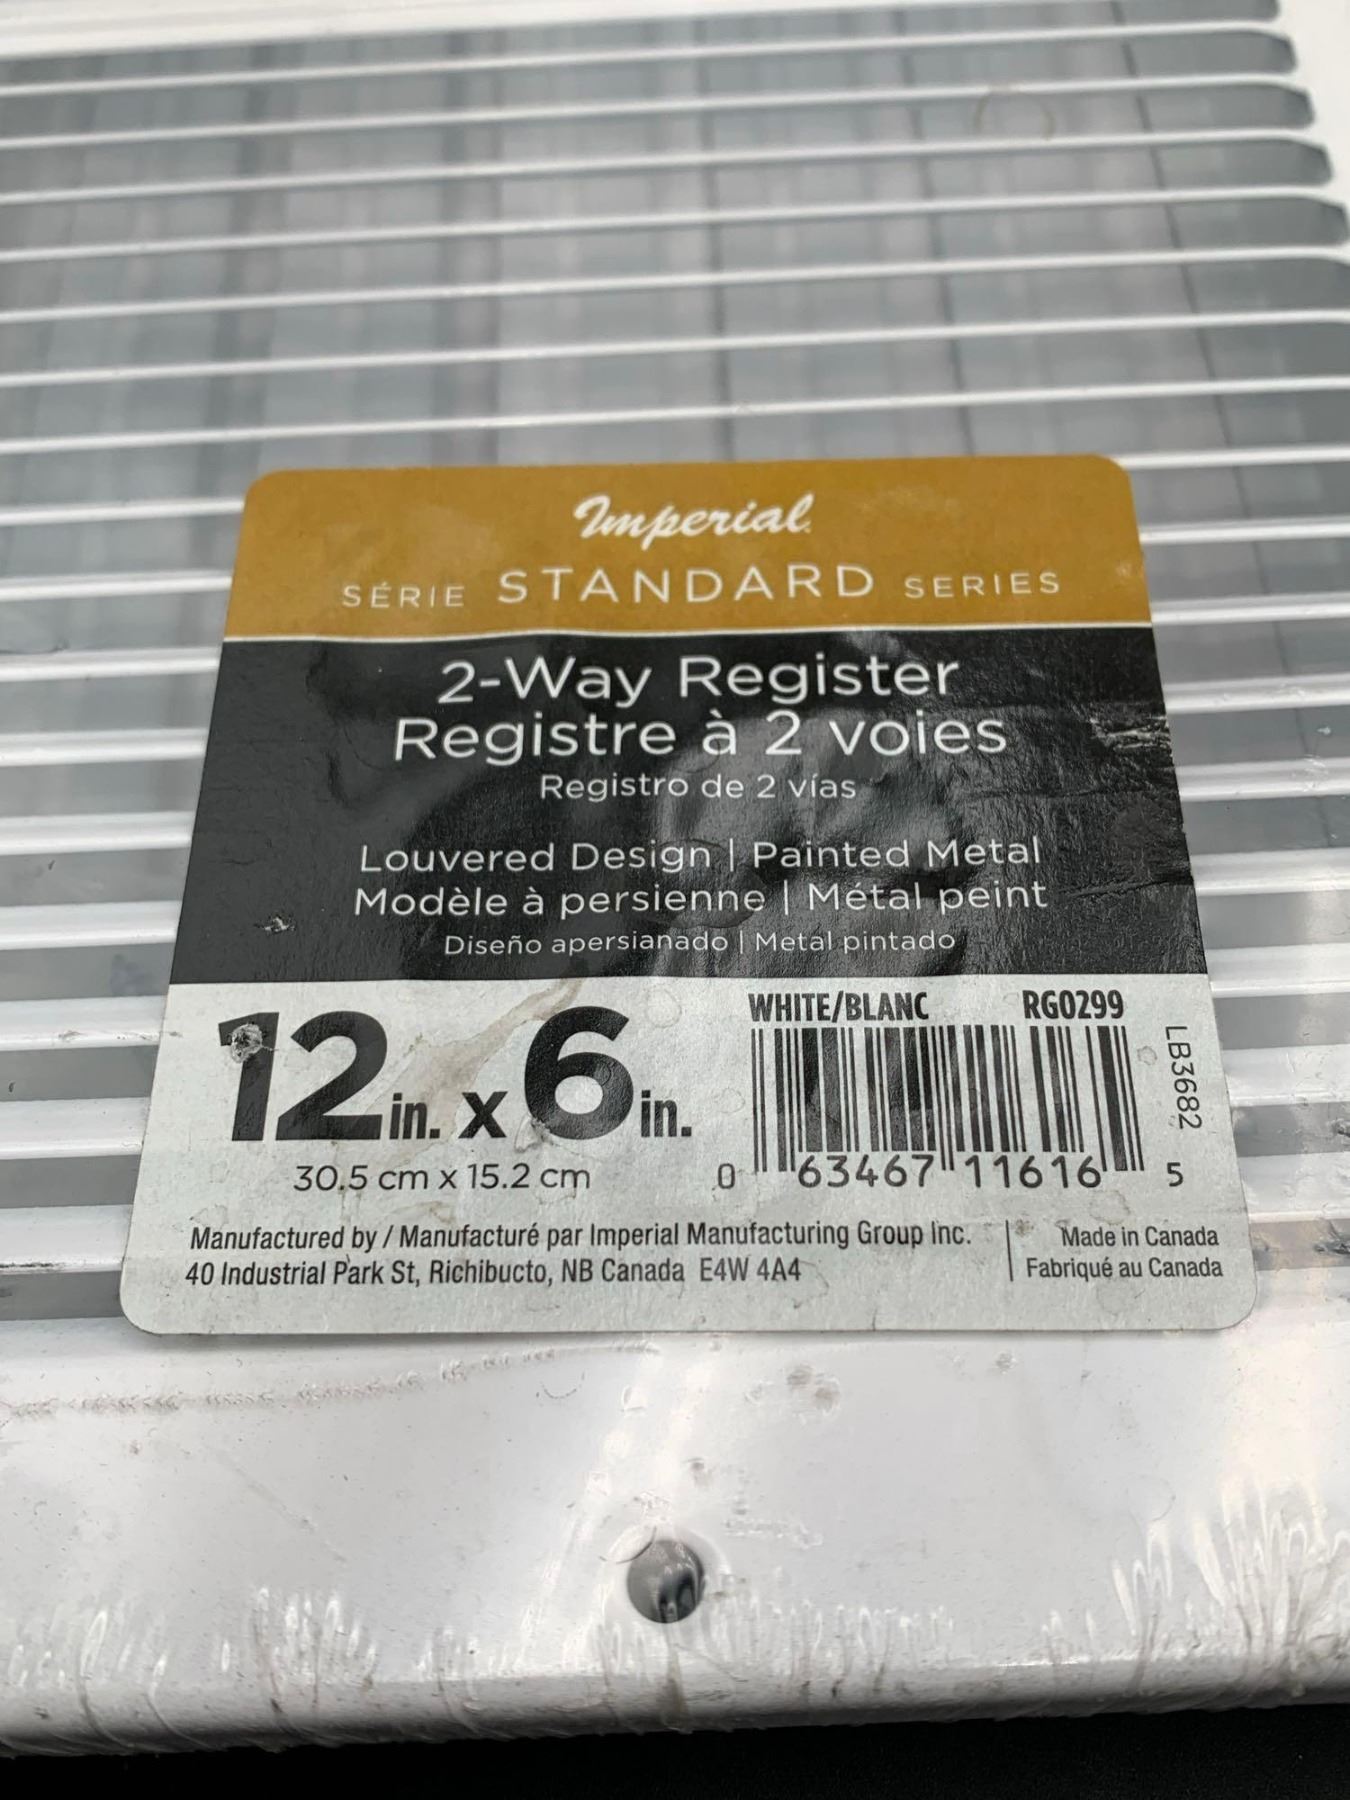 Imperial
SÉRIE STANDARD SERIES
2-Way Register
Registre à 2 voies
Registro de 2 vías
Louvered Design | Painted Metal
Modèle à persienne | Métal peint
Diseño apersianado | Metal pintado
12in. x 6in.
30.5 cm x 15.2 cm
WHITE/BLANC RG0299
0 63467 11616 5
LB3682
Manufactured by / Manufacturé par Imperial Manufacturing Group Inc.
40 Industrial Park St, Richibucto, NB Canada E4W 4A4
Made in Canada
Fabriqué au Canada